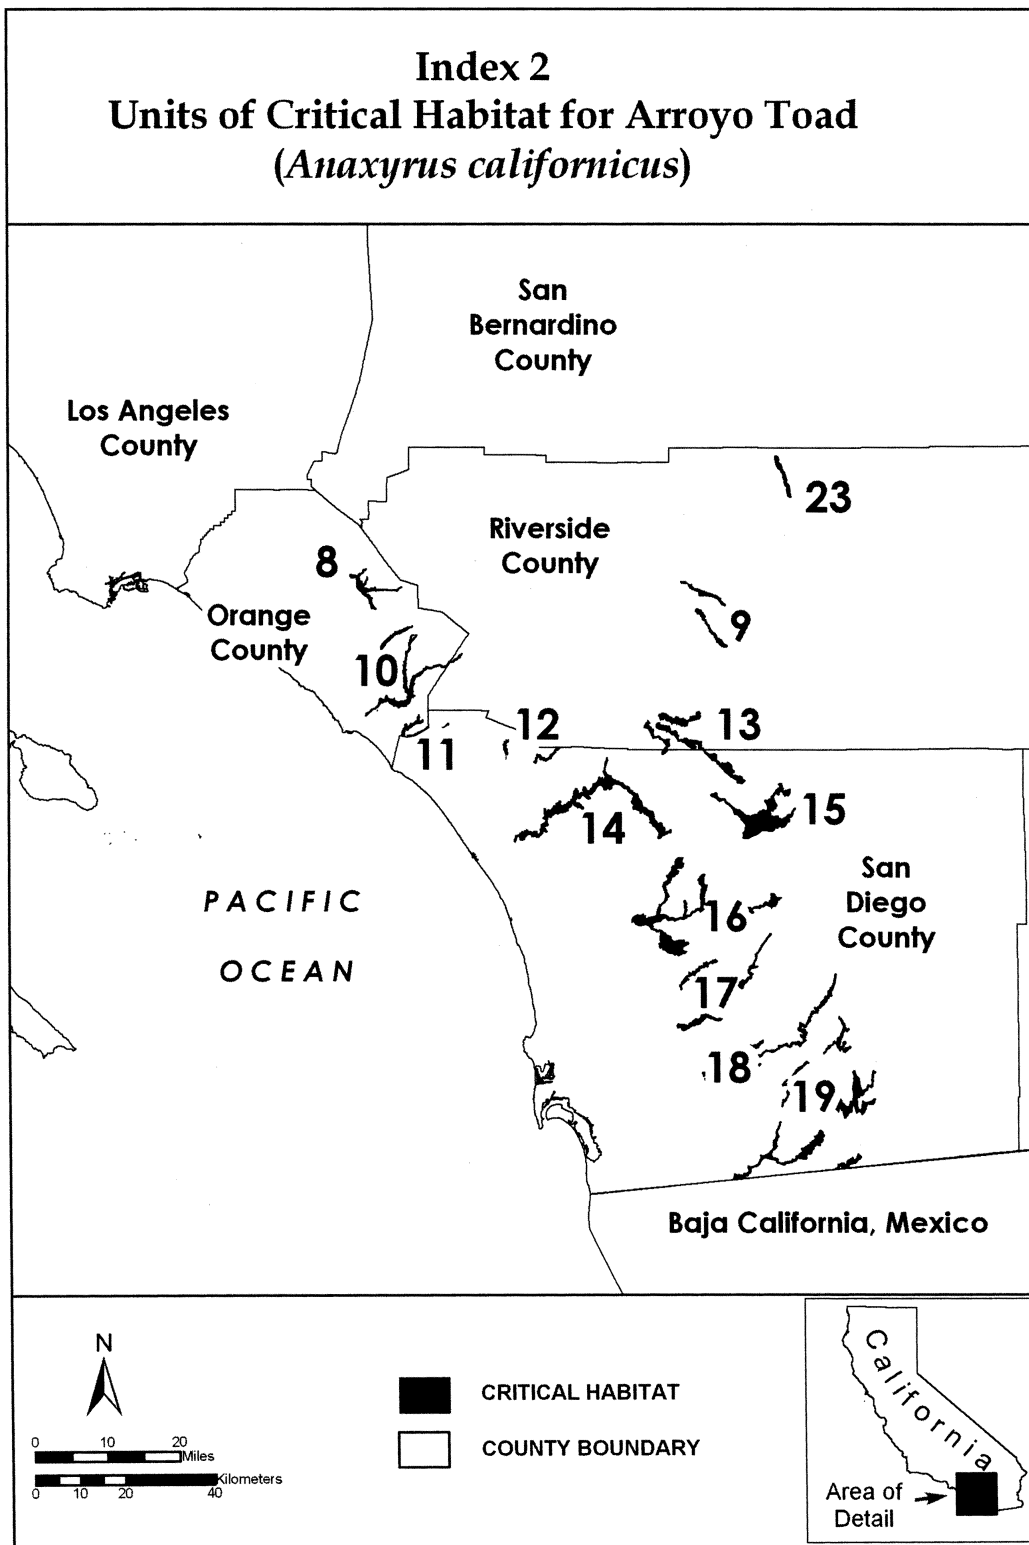 Index 2
Units of Critical Habitat for Arroyo Toad
(Anaxyrus californicus)
San
Bernardino
County
Los Angeles
County
23
Riverside
County
8
Orange
County
9
10
11
12
13
14
15
San
Diego
County
16
PACIFIC
OCEAN
17
18
19
Baja California, Mexico
N
0 10 20
Miles
Kilometers
0 10 20 40
CRITICAL HABITAT
COUNTY BOUNDARY
California
Area of
Detail